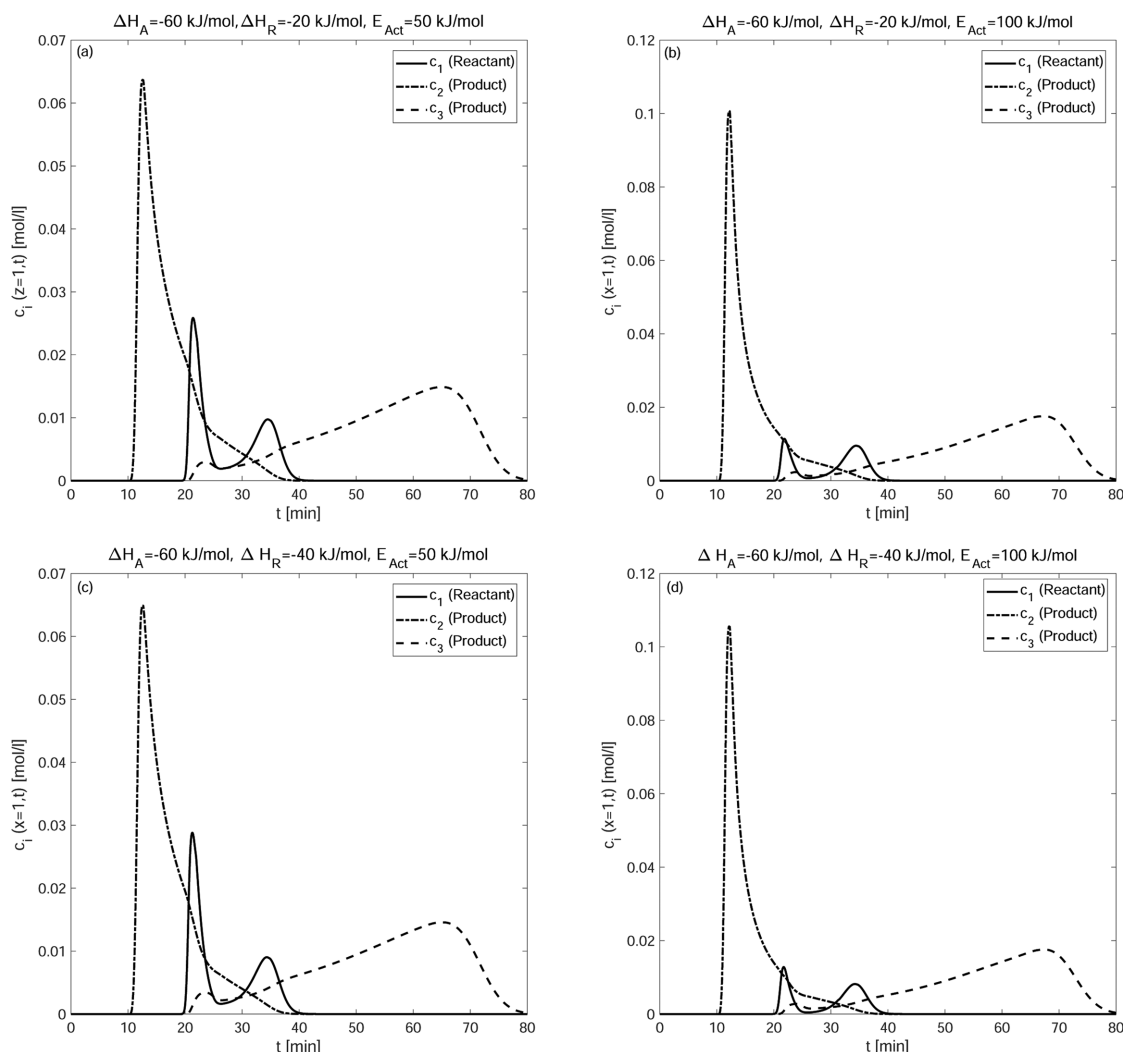 ΔH_A=-60 kJ/mol,ΔH_R=-20 kJ/mol, E_Act=50 kJ/mol
(a)
c_1 (Reactant)
c_2 (Product)
c_3 (Product)
0.07
0.06
0.05
0.04
0.03
0.02
0.01
0
c_i (z=1,t) [mol/l]
0 10 20 30 40 50 60 70 80
t [min]
ΔH_A=-60 kJ/mol, ΔH_R=-20 kJ/mol, E_Act=100 kJ/mol
(b)
c_1 (Reactant)
c_2 (Product)
c_3 (Product)
0.12
0.1
0.08
0.06
0.04
0.02
0
c_i (x=1,t) [mol/l]
0 10 20 30 40 50 60 70 80
t [min]
ΔH_A=-60 kJ/mol, Δ H_R=-40 kJ/mol, E_Act=50 kJ/mol
(c)
c_1 (Reactant)
c_2 (Product)
c_3 (Product)
0.07
0.06
0.05
0.04
0.03
0.02
0.01
0
c_i (x=1,t) [mol/l]
0 10 20 30 40 50 60 70 80
t [min]
Δ H_A=-60 kJ/mol, Δ H_R=-40 kJ/mol, E_Act=100 kJ/mol
(d)
c_1 (Reactant)
c_2 (Product)
c_3 (Product)
0.12
0.1
0.08
0.06
0.04
0.02
0
c_i (x=1,t) [mol/l]
0 10 20 30 40 50 60 70 80
t [min]